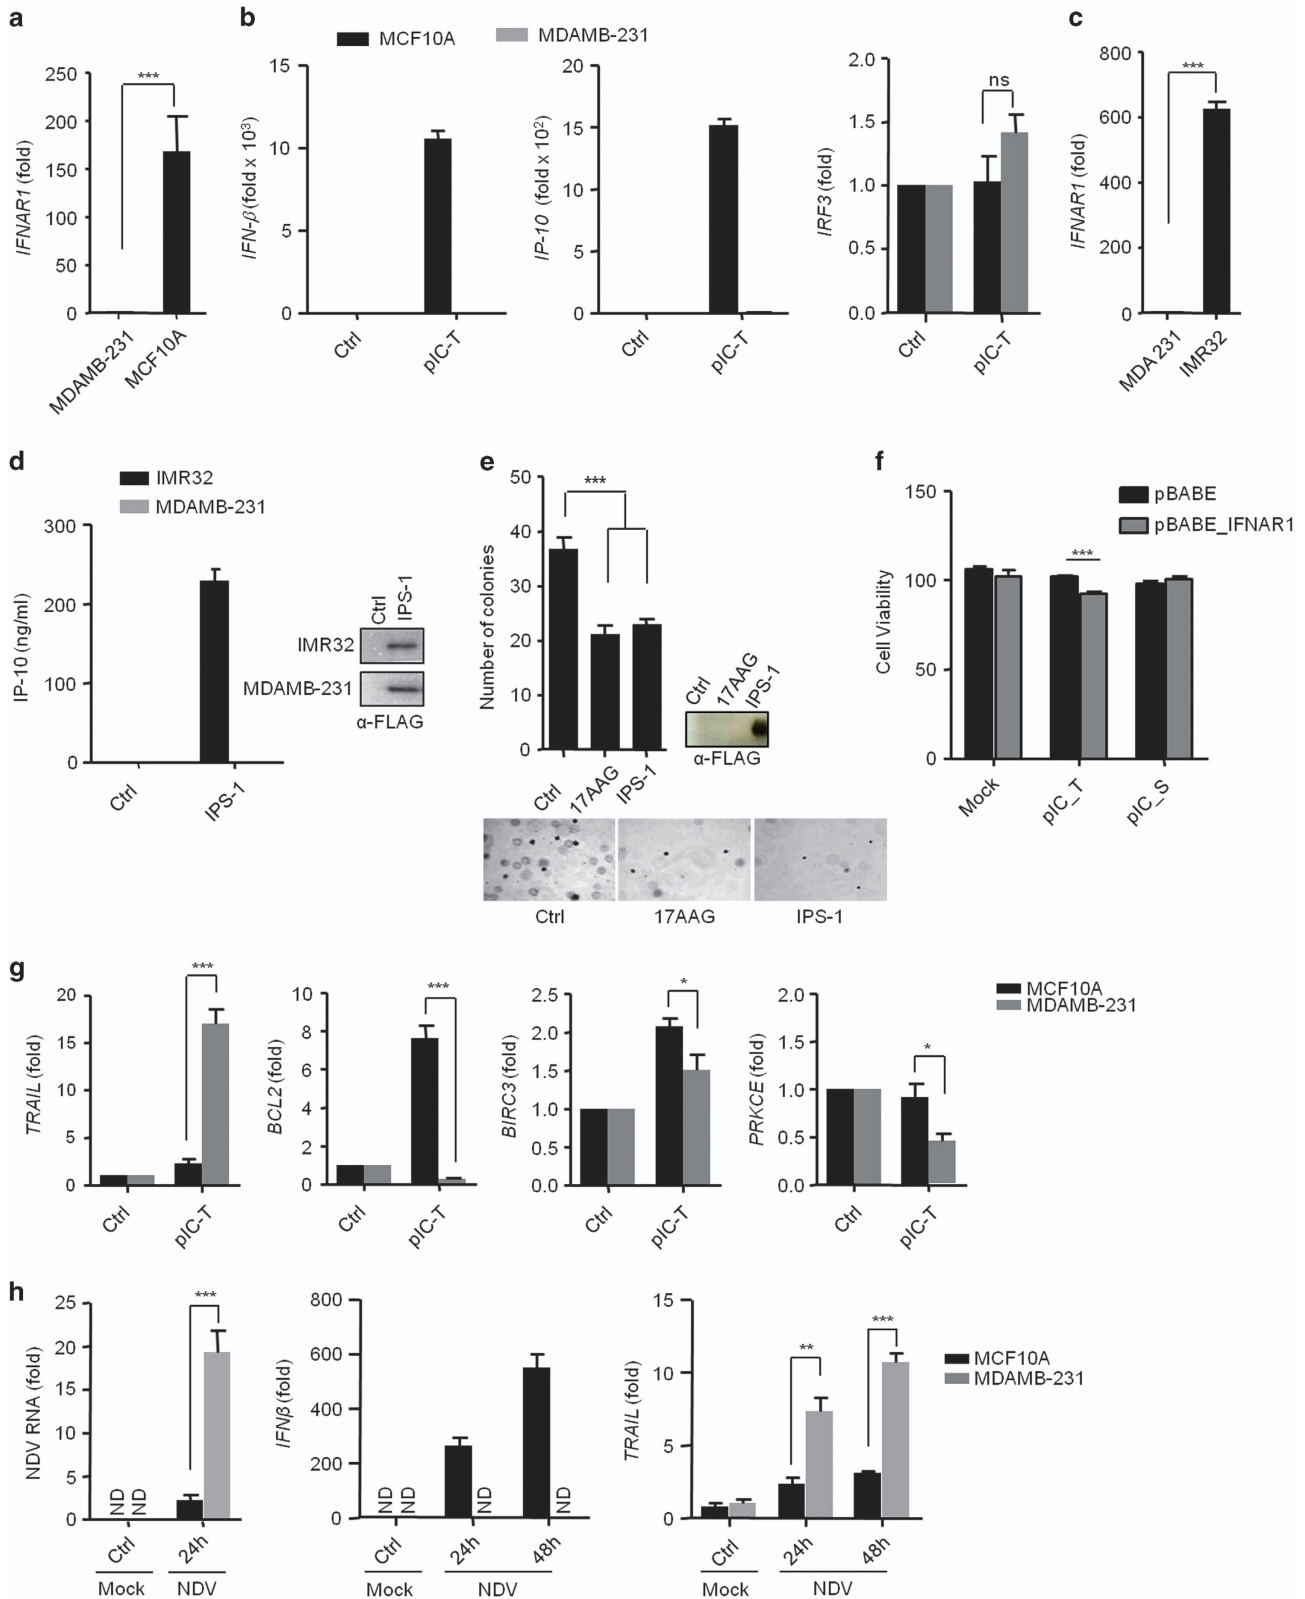 a
250
200
150
100
50
0
IFNAR1 (fold)
***
MDAMB-231
MCF10A
b
MCF10A
MDAMB-231
15
10
5
0
IFN-β (fold x 10³)
Ctrl
pIC-T
20
15
10
5
0
IP-10 (fold x 10²)
Ctrl
pIC-T
2.0
1.5
1.0
0.5
0.0
IRF3 (fold)
ns
Ctrl
pIC-T
c
800
600
400
200
0
IFNAR1 (fold)
***
MDA 231
IMR32
d
IMR32
MDAMB-231
300
200
100
0
IP-10 (ng/ml)
Ctrl
IPS-1
Ctrl
IPS-1
IMR32
MDAMB-231
α-FLAG
e
50
40
30
20
10
0
Number of colonies
***
Ctrl
17AAG
IPS-1
Ctrl
17AAG
IPS-1
α-FLAG
Ctrl
17AAG
IPS-1
f
pBABE
pBABE_IFNAR1
150
100
50
0
Cell Viability
***
Mock
pIC_T
pIC_S
g
20
15
10
5
0
TRAIL (fold)
***
Ctrl
pIC-T
10
8
6
4
2
0
BCL2 (fold)
***
Ctrl
pIC-T
2.5
2.0
1.5
1.0
0.5
0.0
BIRC3 (fold)
*
Ctrl
pIC-T
2.0
1.5
1.0
0.5
0.0
PRKCE (fold)
*
Ctrl
pIC-T
MCF10A
MDAMB-231
h
25
20
15
10
5
0
NDV RNA (fold)
***
ND
ND
Ctrl
24h
Mock
NDV
800
600
400
200
0
IFNβ (fold)
ND
ND
ND
ND
Ctrl
24h
48h
Mock
NDV
15
10
5
0
TRAIL (fold)
**
***
Ctrl
24h
48h
Mock
NDV
MCF10A
MDAMB-231